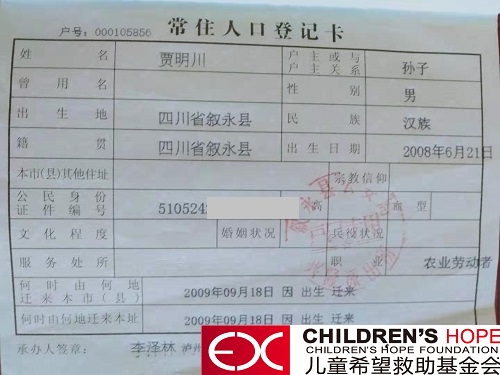 户号: 000105856
常住人口登记卡
姓名 贾明川 户主或与户主关系 孙子
曾用名 性别 男
出生地 四川省叙永县 民族 汉族
籍贯 四川省叙永县 出生日期 2008年6月21日
本市(县)其他住址 宗教信仰
公民身份证件编号 510524 高 血型
文化程度 婚姻状况 兵役状况
服务处所 职业 农业劳动者
何时由何地迁来本市(县) 2009年09月18日 因 出生 迁来
何时由何地迁来本址 2009年09月18日 因 出生 迁来
承办人签章: 李泽林 泸州
CHILDREN'S HOPE
CHILDREN'S HOPE FOUNDATION
儿童希望救助基金会